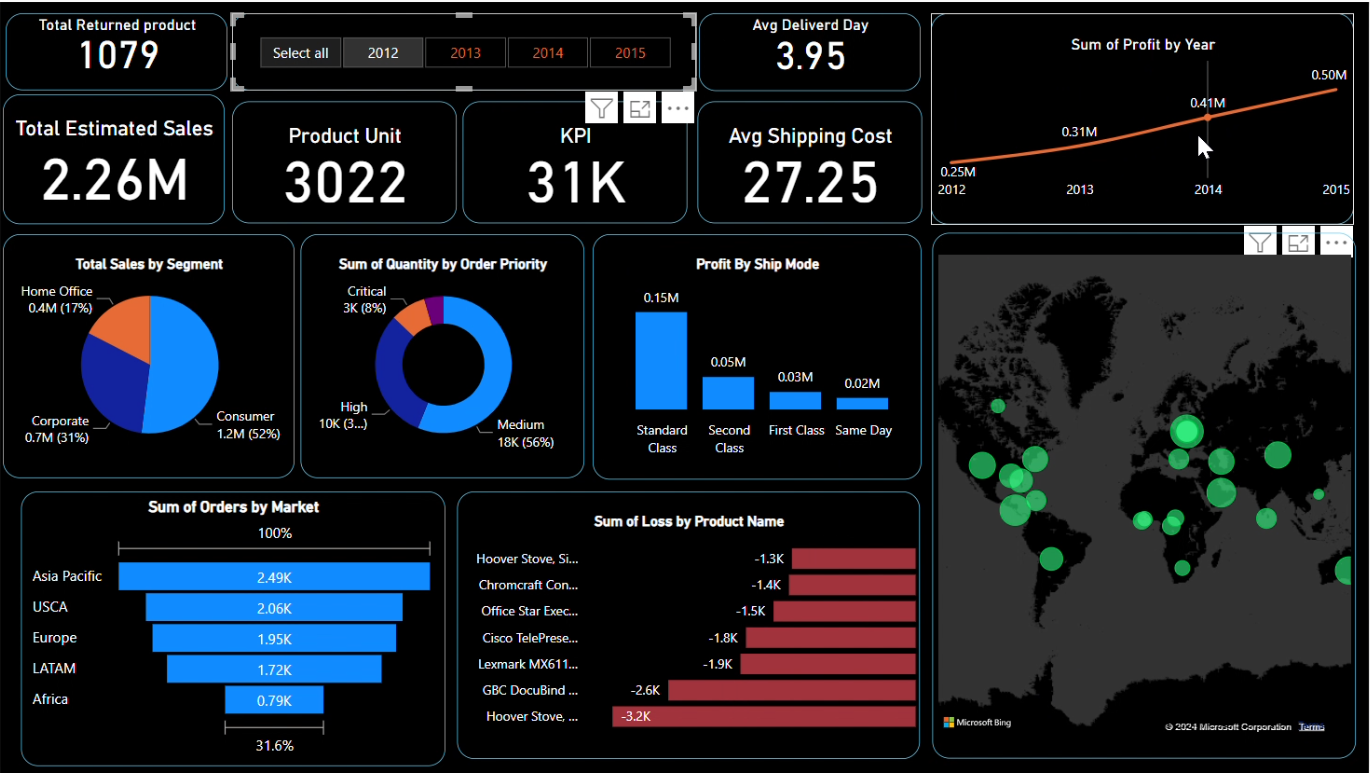 Total Returned product
1079
Select all
2012
2013
2014
2015
Avg Deliverd Day
3.95
Sum of Profit by Year
0.50M
0.41M
0.31M
0.25M
2012
2013
2014
2015
Total Estimated Sales
2.26M
Product Unit
3022
KPI
31K
Avg Shipping Cost
27.25
Total Sales by Segment
Home Office
0.4M (17%)
Corporate
0.7M (31%)
Consumer
1.2M (52%)
Sum of Quantity by Order Priority
Critical
3K (8%)
High
10K (3...)
Medium
18K (56%)
Profit By Ship Mode
0.15M
0.05M
0.03M
0.02M
Standard
Class
Second
Class
First Class
Same Day
Sum of Orders by Market
100%
Asia Pacific
2.49K
USCA
2.06K
Europe
1.95K
LATAM
1.72K
Africa
0.79K
31.6%
Sum of Loss by Product Name
Hoover Stove, Si...
-1.3K
Chromcraft Con...
-1.4K
Office Star Exec...
-1.5K
Cisco TelePrese...
-1.8K
Lexmark MX611...
-1.9K
GBC DocuBind ...
-2.6K
Hoover Stove, ...
-3.2K
Microsoft Bing
© 2024 Microsoft Corporation
Terms